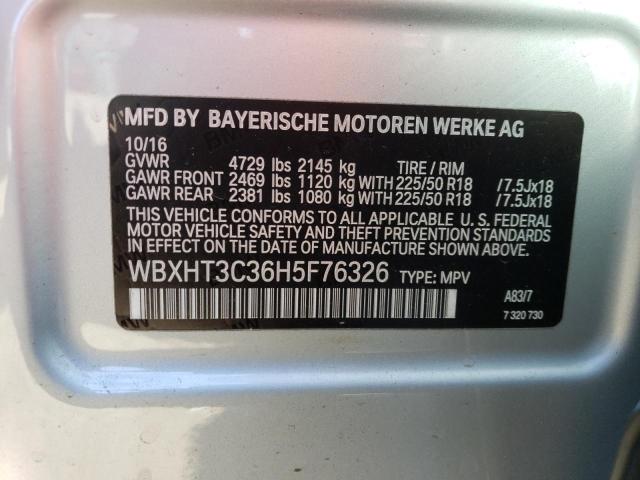 MFD BY BAYERISCHE MOTOREN WERKE AG
10/16
GVWR 4729 lbs 2145 kg TIRE / RIM
GAWR FRONT 2469 lbs 1120 kg WITH 225/50 R18 /7.5Jx18
GAWR REAR 2381 lbs 1080 kg WITH 225/50 R18 /7.5Jx18
THIS VEHICLE CONFORMS TO ALL APPLICABLE U. S. FEDERAL
MOTOR VEHICLE SAFETY AND THEFT PREVENTION STANDARDS
IN EFFECT ON THE DATE OF MANUFACTURE SHOWN ABOVE.
WBXHT3C36H5F76326 TYPE: MPV
A83/7
7 320 730